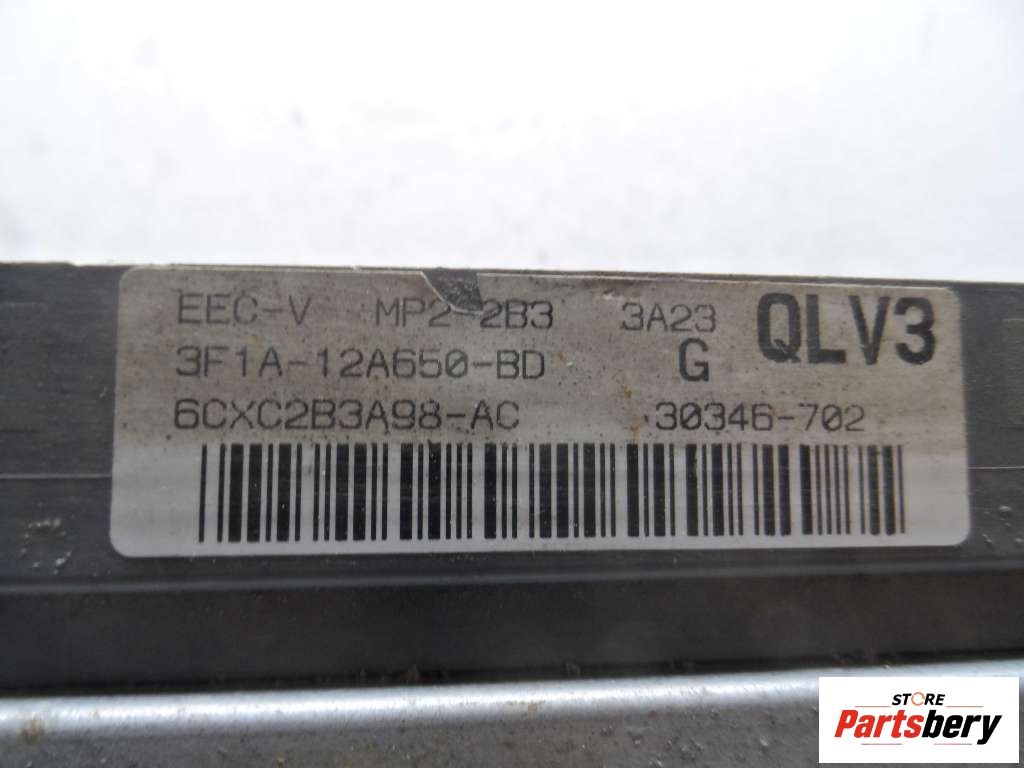 EEC-V MP2-2B3 3A23 QLV3
3F1A-12A650-BD G
6CXC2B3A98-AC 30346-702
STORE
Partsbery